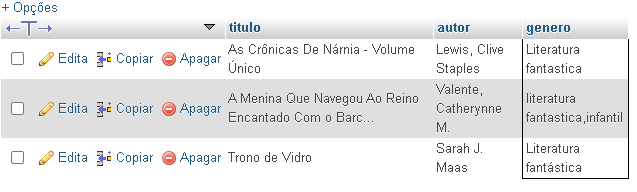 + Opções
titulo autor genero
Edita Copiar Apagar As Crônicas De Nárnia - Volume Único Lewis, Clive Staples Literatura fantastica
Edita Copiar Apagar A Menina Que Navegou Ao Reino Encantado Com o Barc... Valente, Catherynne M. literatura fantastica,infantil
Edita Copiar Apagar Trono de Vidro Sarah J. Maas Literatura fantástica